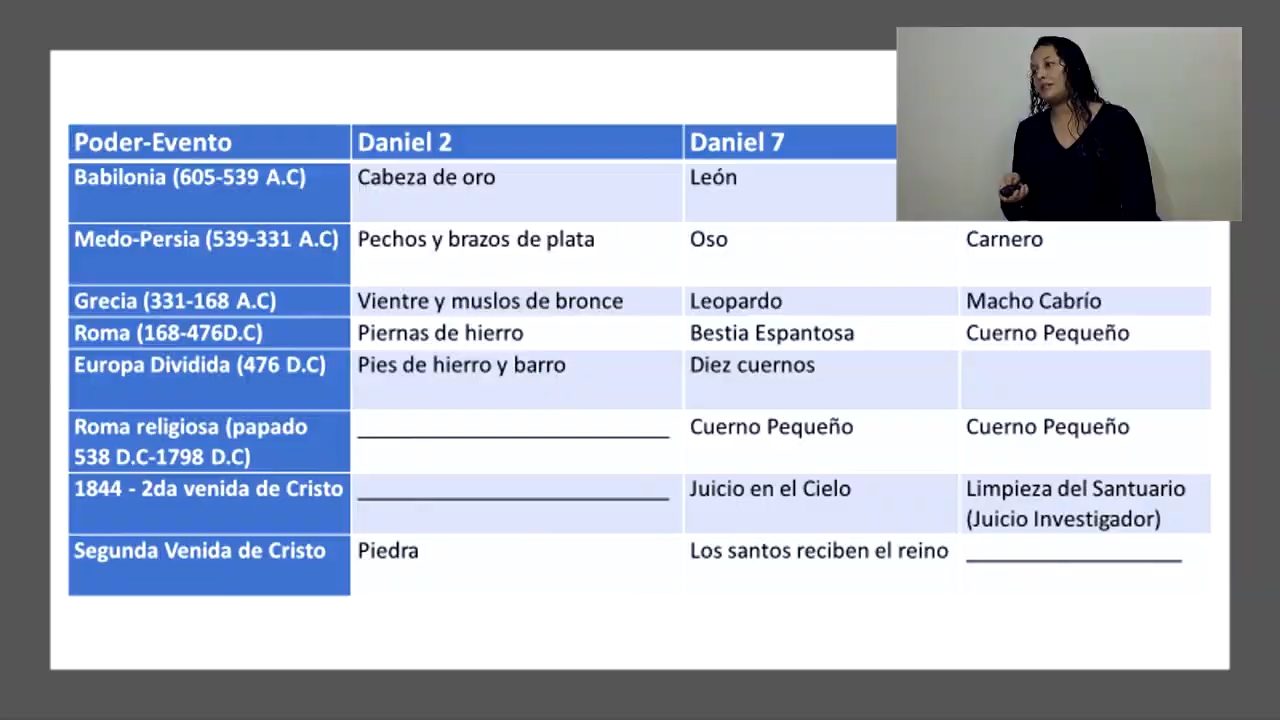 Poder-Evento Daniel 2 Daniel 7
Babilonia (605-539 A.C) Cabeza de oro León
Medo-Persia (539-331 A.C) Pechos y brazos de plata Oso Carnero
Grecia (331-168 A.C) Vientre y muslos de bronce Leopardo Macho Cabrío
Roma (168-476D.C) Piernas de hierro Bestia Espantosa Cuerno Pequeño
Europa Dividida (476 D.C) Pies de hierro y barro Diez cuernos
Roma religiosa (papado Cuerno Pequeño Cuerno Pequeño
538 D.C-1798 D.C)
1844 - 2da venida de Cristo Juicio en el Cielo Limpieza del Santuario
(Juicio Investigador)
Segunda Venida de Cristo Piedra Los santos reciben el reino